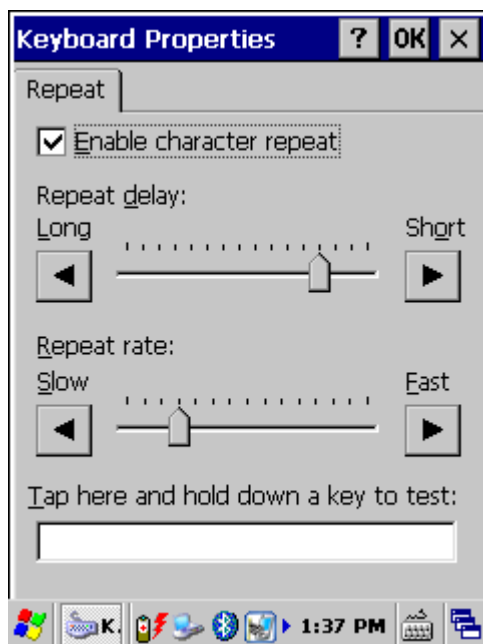 Keyboard Properties ? OK ×
Repeat
Enable character repeat
Repeat delay:
Long Short
Repeat rate:
Slow Fast
Tap here and hold down a key to test:
K. 1:37 PM